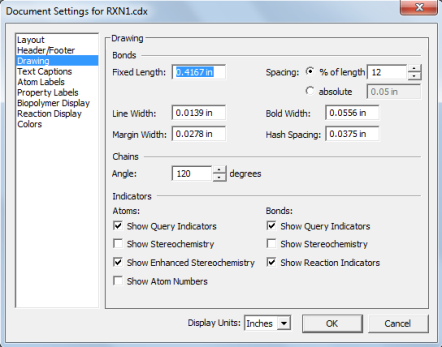 Document Settings for RXN1.cdx
Layout
Header/Footer
Drawing
Text Captions
Atom Labels
Property Labels
Biopolymer Display
Reaction Display
Colors
Drawing
Bonds
Fixed Length: 0.4167 in Spacing: % of length 12
absolute 0.05 in
Line Width: 0.0139 in Bold Width: 0.0556 in
Margin Width: 0.0278 in Hash Spacing: 0.0375 in
Chains
Angle: 120 degrees
Indicators
Atoms: Bonds:
Show Query Indicators Show Query Indicators
Show Stereochemistry Show Stereochemistry
Show Enhanced Stereochemistry Show Reaction Indicators
Show Atom Numbers
Display Units: Inches OK Cancel